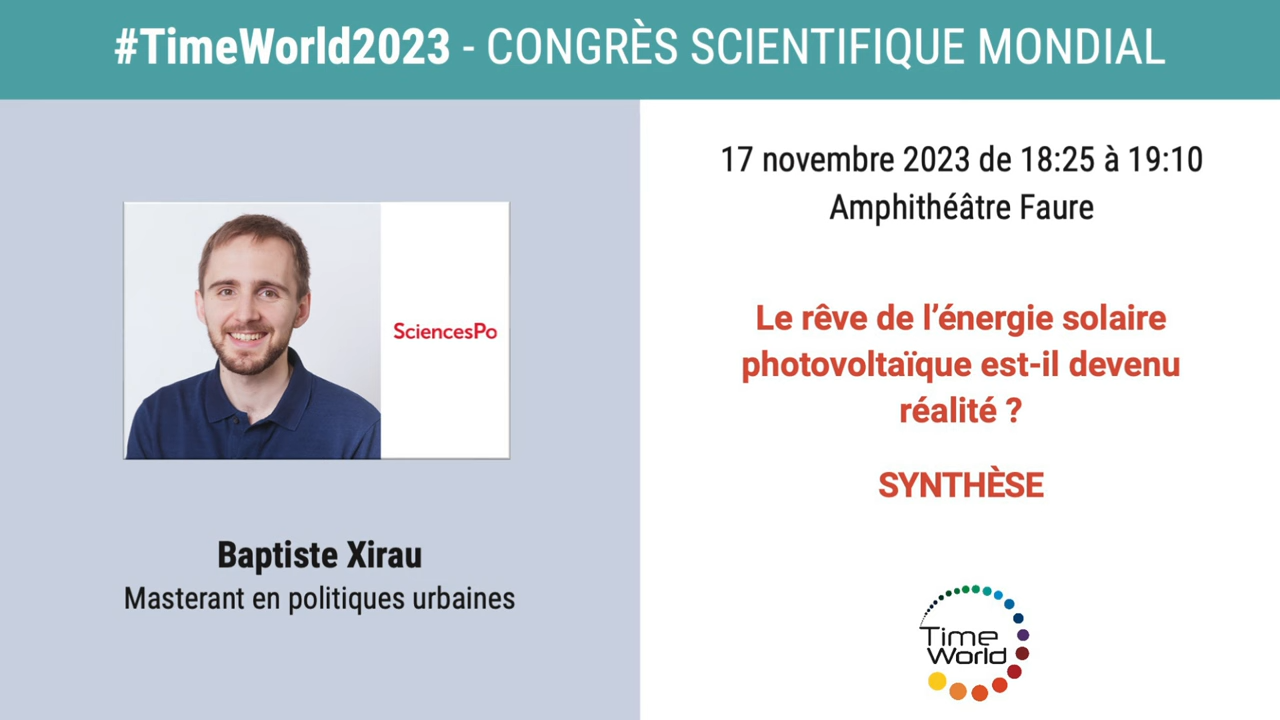 #TimeWorld2023 - CONGRÈS SCIENTIFIQUE MONDIAL
SciencesPo
Baptiste Xirau
Masterant en politiques urbaines
17 novembre 2023 de 18:25 à 19:10
Amphithéâtre Faure
Le rêve de l’énergie solaire
photovoltaïque est-il devenu
réalité ?
SYNTHÈSE
Time
World